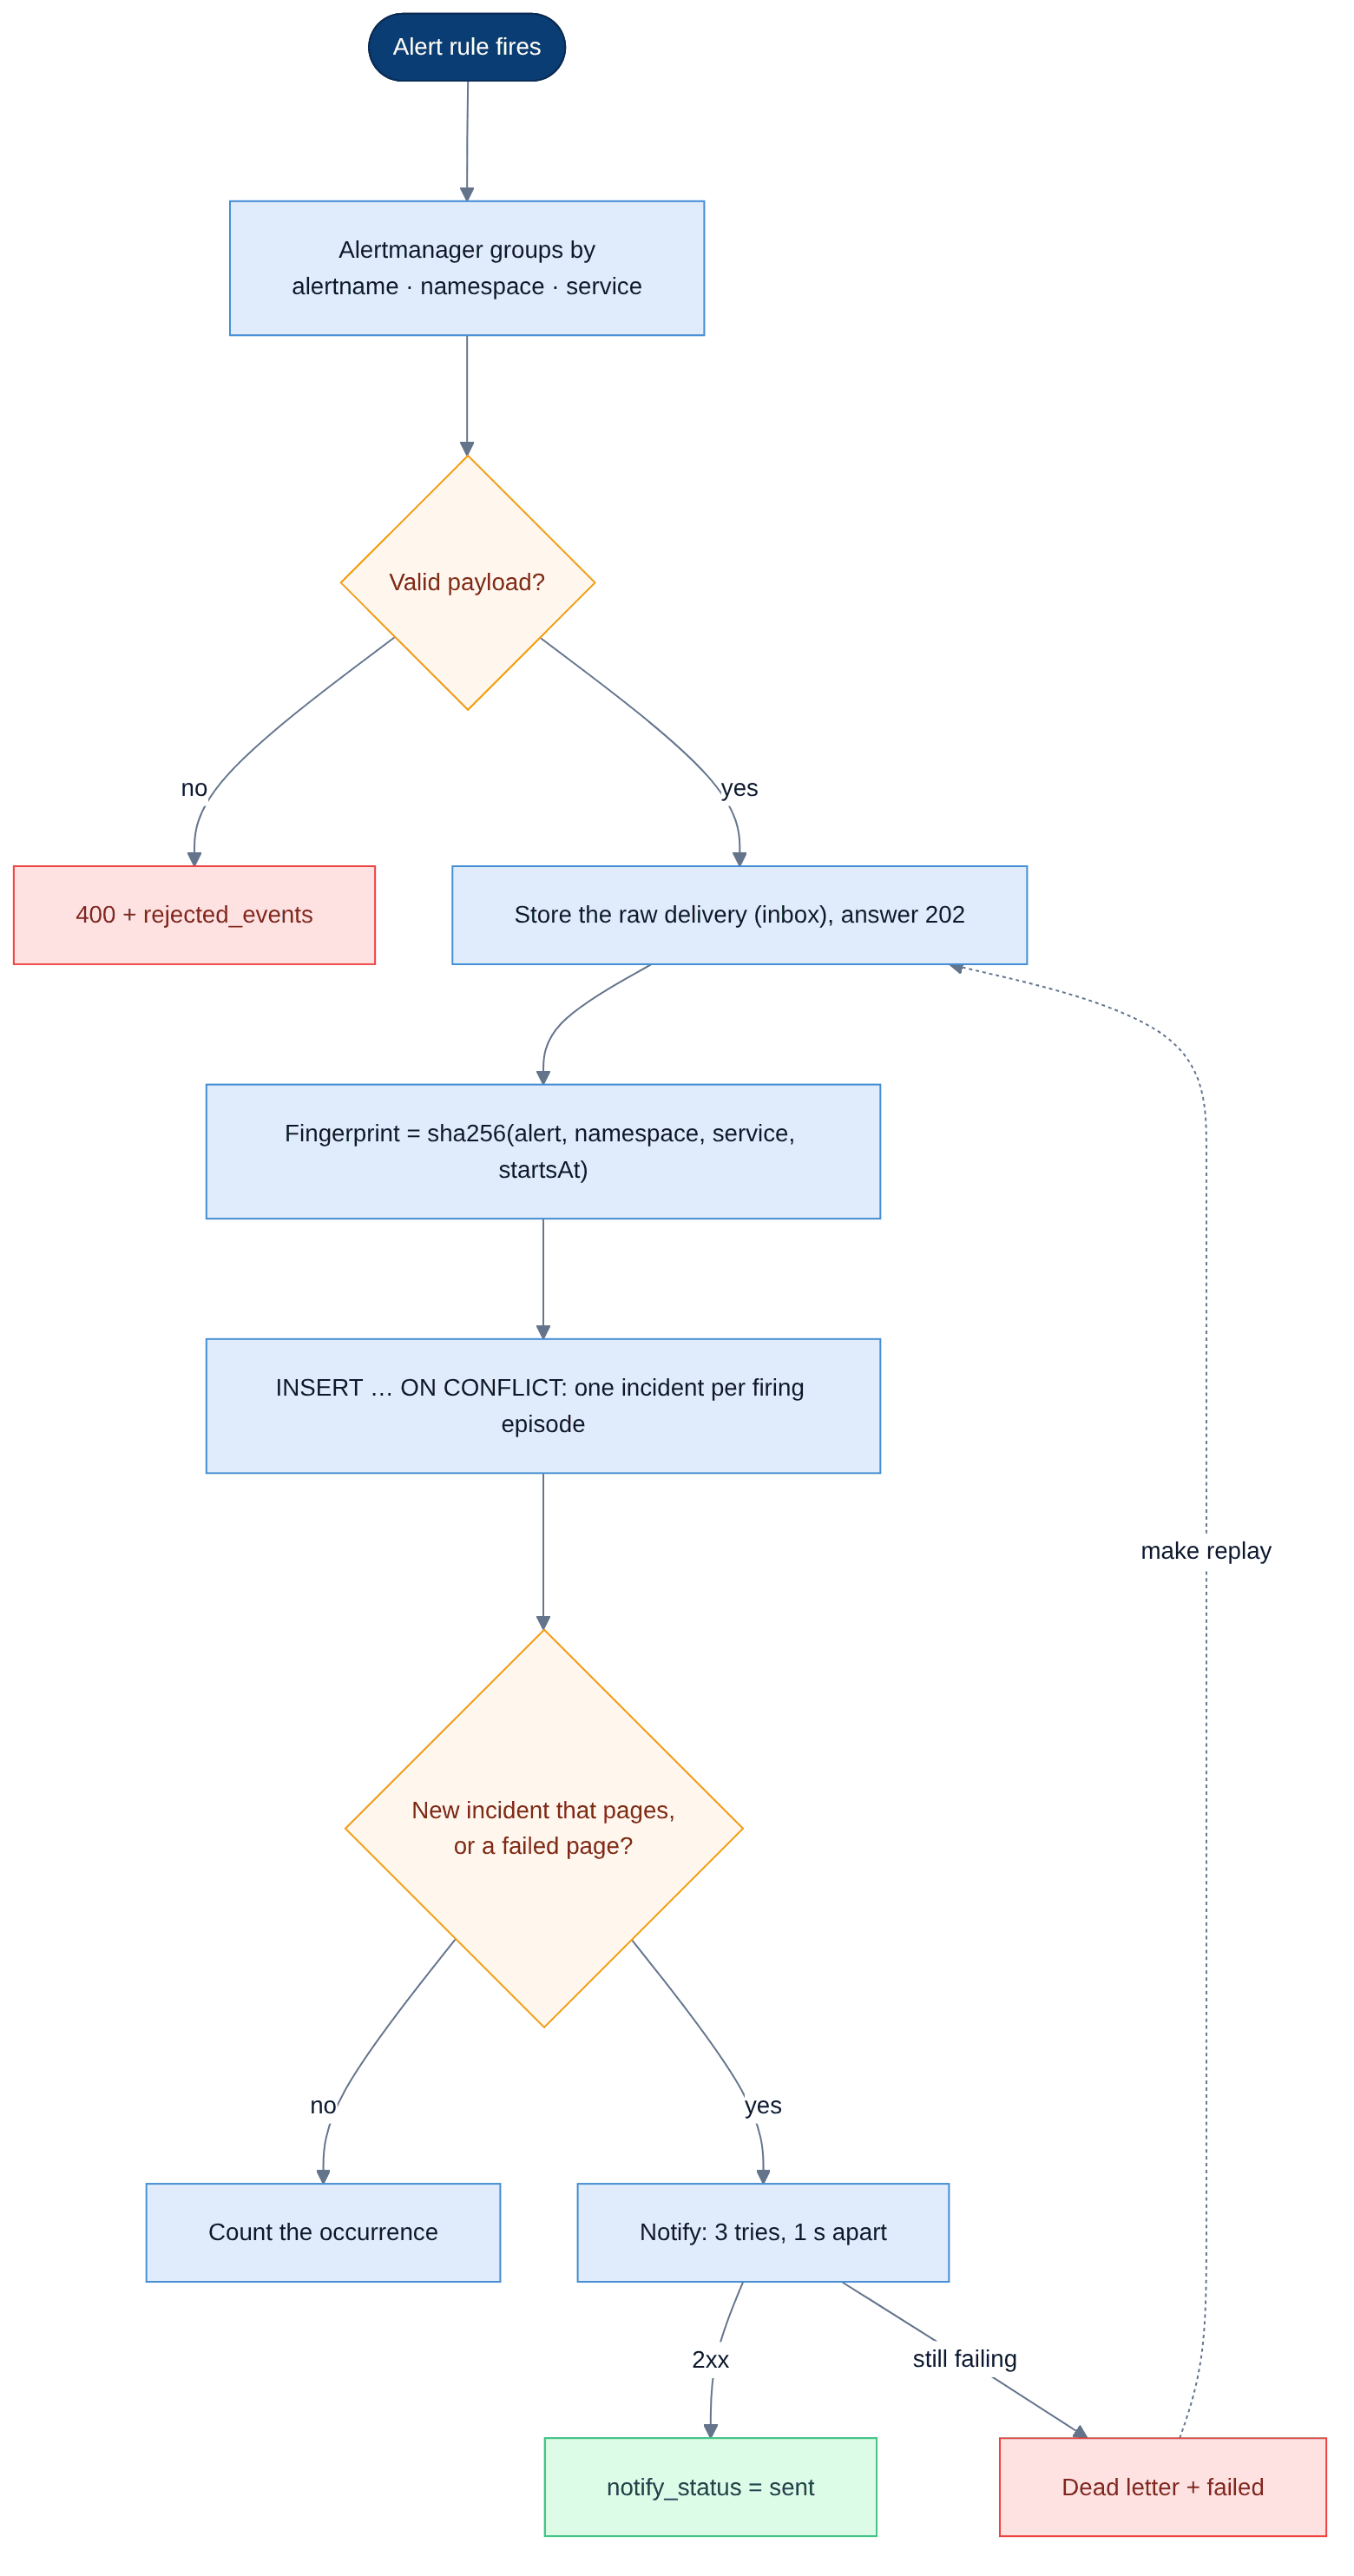 Alert rule fires
Alertmanager groups by
alertname · namespace · service
Valid payload?
no
yes
400 + rejected_events
Store the raw delivery (inbox), answer 202
Fingerprint = sha256(alert, namespace, service,
startsAt)
INSERT … ON CONFLICT: one incident per firing
episode
make replay
New incident that pages,
or a failed page?
no
yes
Count the occurrence
Notify: 3 tries, 1 s apart
2xx
still failing
notify_status = sent
Dead letter + failed